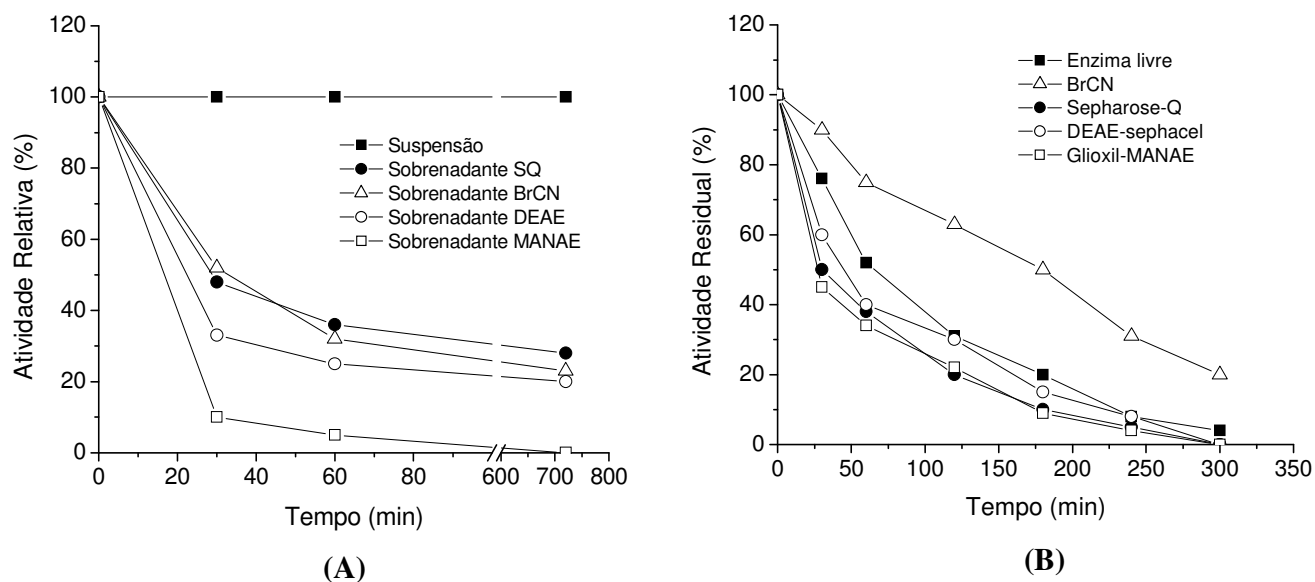 120
100
80
60
40
20
0
Atividade Relativa (%)
Suspensão
Sobrenadante SQ
Sobrenadante BrCN
Sobrenadante DEAE
Sobrenadante MANAE
0 20 40 60 80 100 600 700 800
Tempo (min)
(A)
120
100
80
60
40
20
0
Atividade Residual (%)
Enzima livre
BrCN
Sepharose-Q
DEAE-sephacel
Glioxil-MANAE
0 50 100 150 200 250 300 350
Tempo (min)
(B)